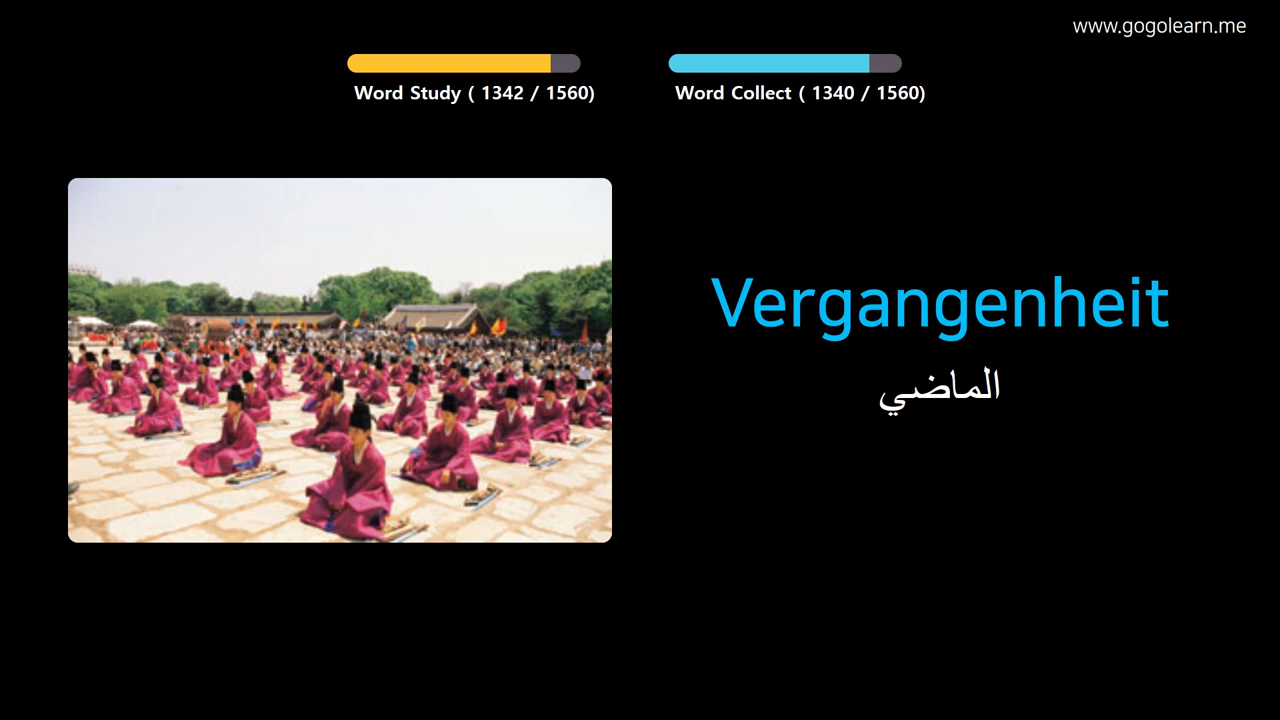 www.gogolearn.me
Word Study ( 1342 / 1560)
Word Collect ( 1340 / 1560)
Vergangenheit
الماضي